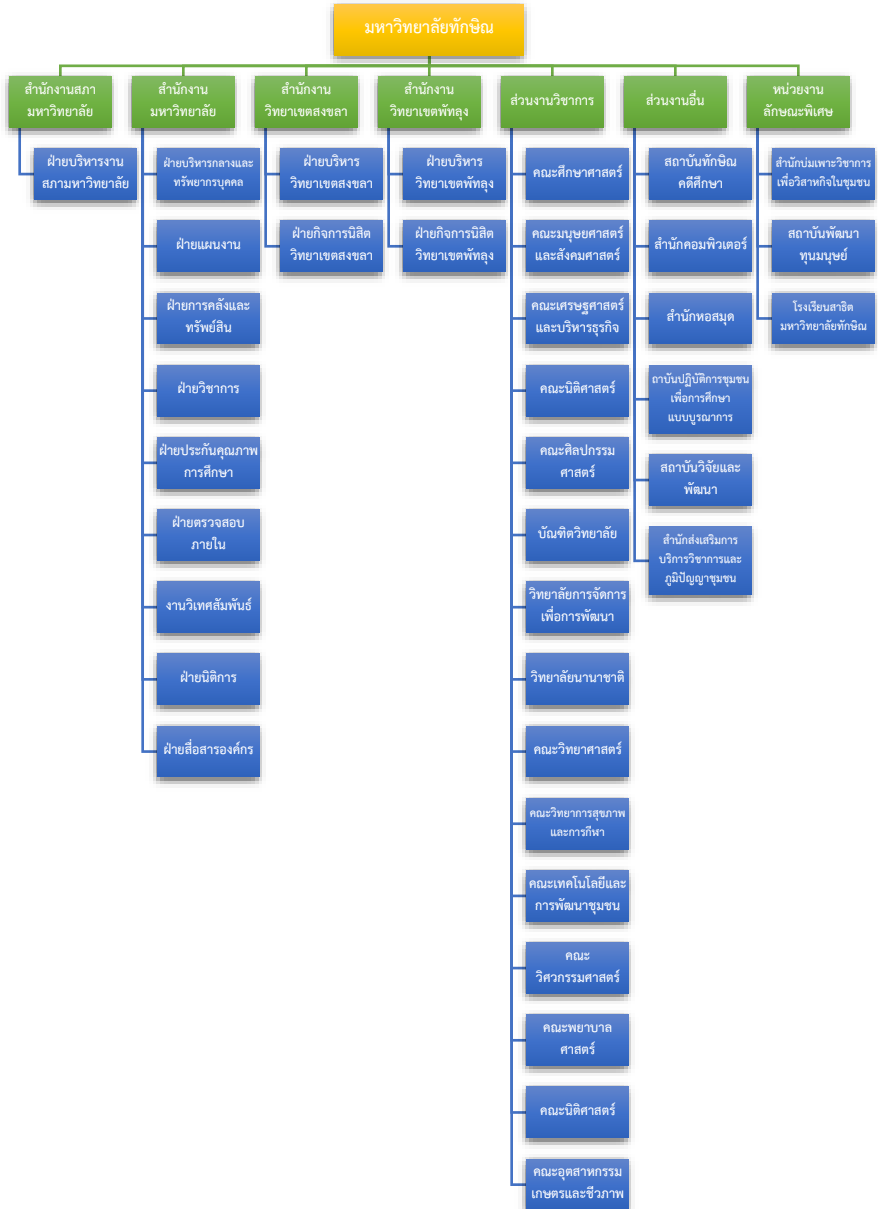 มหาวิทยาลัยทักษิณ
สำนักงานสภา
มหาวิทยาลัย
ฝ่ายบริหารงาน
สภามหาวิทยาลัย
สำนักงาน
มหาวิทยาลัย
ฝ่ายบริหารกลางและ
ทรัพยากรบุคคล
ฝ่ายแผนงาน
ฝ่ายการคลังและ
ทรัพย์สิน
ฝ่ายวิชาการ
ฝ่ายประกันคุณภาพ
การศึกษา
ฝ่ายตรวจสอบ
ภายใน
งานวิเทศสัมพันธ์
ฝ่ายนิติการ
ฝ่ายสื่อสารองค์กร
สำนักงาน
วิทยาเขตสงขลา
ฝ่ายบริหาร
วิทยาเขตสงขลา
ฝ่ายกิจการนิสิต
วิทยาเขตสงขลา
สำนักงาน
วิทยาเขตพัทลุง
ฝ่ายบริหาร
วิทยาเขตพัทลุง
ฝ่ายกิจการนิสิต
วิทยาเขตพัทลุง
ส่วนงานวิชาการ
คณะศึกษาศาสตร์
คณะมนุษยศาสตร์
และสังคมศาสตร์
คณะเศรษฐศาสตร์
และบริหารธุรกิจ
คณะนิติศาสตร์
คณะศิลปกรรม
ศาสตร์
บัณฑิตวิทยาลัย
วิทยาลัยการจัดการ
เพื่อการพัฒนา
วิทยาลัยนานาชาติ
คณะวิทยาศาสตร์
คณะวิทยาการสุขภาพ
และการกีฬา
คณะเทคโนโลยีและ
การพัฒนาชุมชน
คณะ
วิศวกรรมศาสตร์
คณะพยาบาล
ศาสตร์
คณะนิติศาสตร์
คณะอุตสาหกรรม
เกษตรและชีวภาพ
ส่วนงานอื่น
สถาบันทักษิณ
คดีศึกษา
สำนักคอมพิวเตอร์
สำนักหอสมุด
ถาบันปฏิบัติการชุมชน
เพื่อการศึกษา
แบบบูรณาการ
สถาบันวิจัยและ
พัฒนา
สำนักส่งเสริมการ
บริการวิชาการและ
ภูมิปัญญาชุมชน
หน่วยงาน
ลักษณะพิเศษ
สำนักบ่มเพาะวิชาการ
เพื่อวิสาหกิจในชุมชน
สถาบันพัฒนา
ทุนมนุษย์
โรงเรียนสาธิต
มหาวิทยาลัยทักษิณ